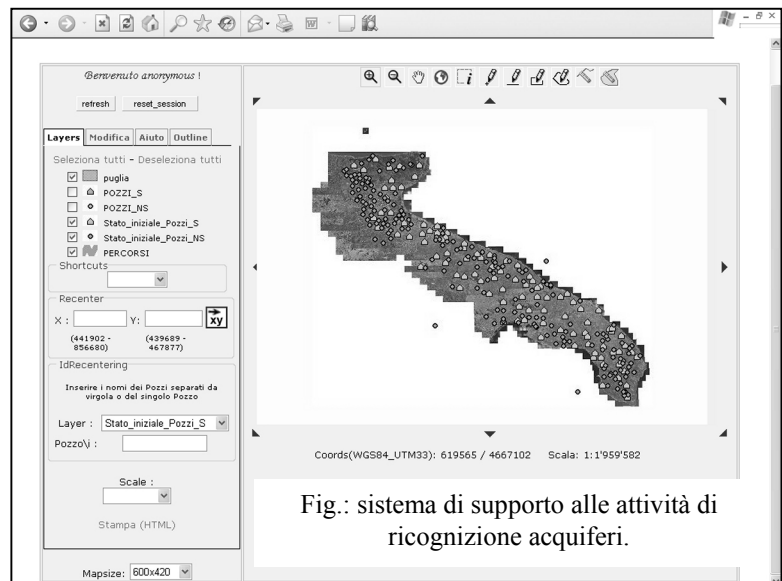 Benvenuto anonymous !
refresh reset_session
Layers Modifica Aiuto Outline
Seleziona tutti - Deseleziona tutti
puglia
POZZI_S
POZZI_NS
Stato_iniziale_Pozzi_S
Stato_iniziale_Pozzi_NS
PERCORSI
Shortcuts
Recenter
X : Y: xy
(441902 - 856680) (439689 - 467877)
IdRecentering
Inserire i nomi dei Pozzi separati da
virgola o del singolo Pozzo
Layer : Stato_iniziale_Pozzi_S
Pozzo\i :
Scale :
Stampa (HTML)
Mapsize: 600x420
Coords(WGS84_UTM33): 619565 / 4667102 Scala: 1:1'959'582
Fig.: sistema di supporto alle attività di
ricognizione acquiferi.